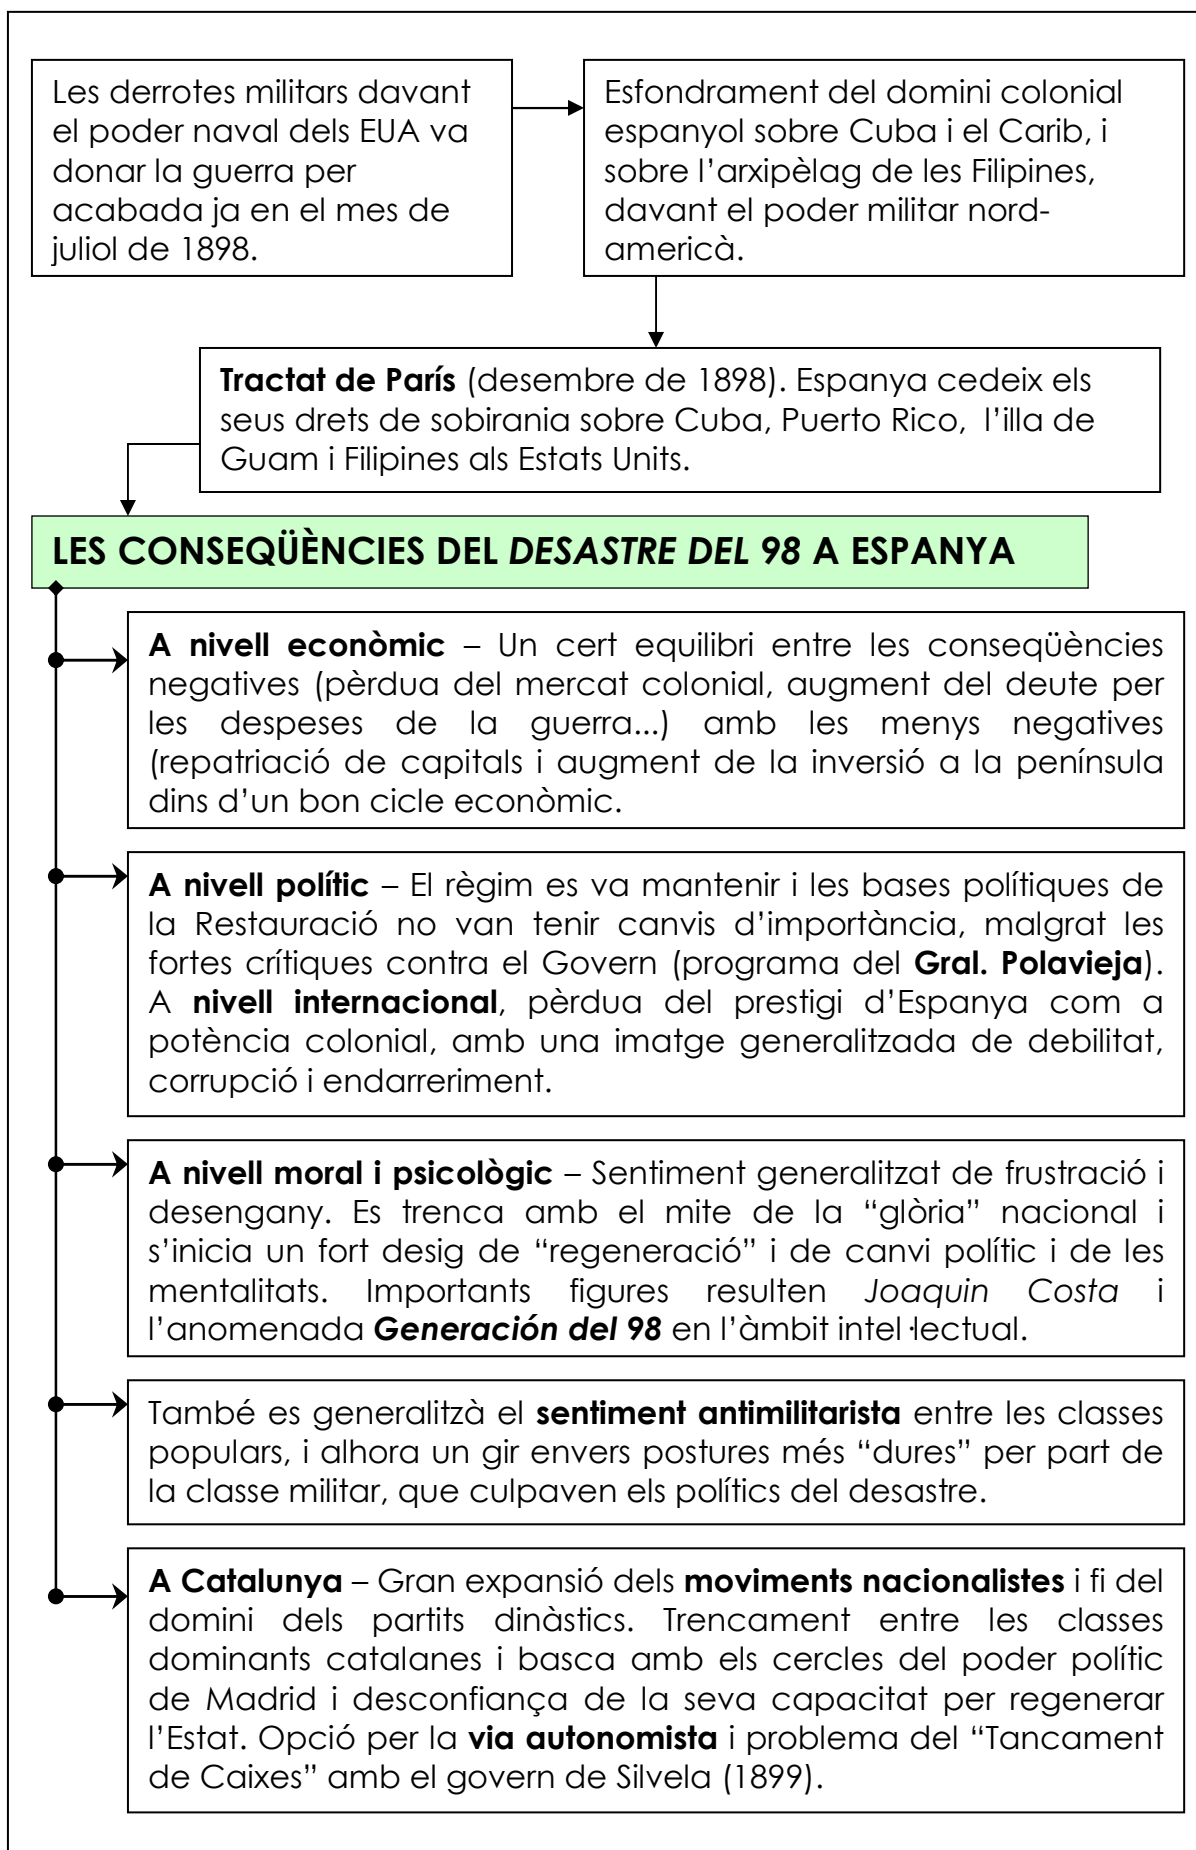 Les derrotes militars davant
el poder naval dels EUA va
donar la guerra per
acabada ja en el mes de
juliol de 1898.
Esfondrament del domini colonial
espanyol sobre Cuba i el Carib, i
sobre l’arxipèlag de les Filipines,
davant el poder militar nord-
americà.
Tractat de París (desembre de 1898). Espanya cedeix els
seus drets de sobirania sobre Cuba, Puerto Rico, l’illa de
Guam i Filipines als Estats Units.
LES CONSEQÜÈNCIES DEL DESASTRE DEL 98 A ESPANYA
A nivell econòmic – Un cert equilibri entre les conseqüències
negatives (pèrdua del mercat colonial, augment del deute per
les despeses de la guerra...) amb les menys negatives
(repatriació de capitals i augment de la inversió a la península
dins d’un bon cicle econòmic.
A nivell polític – El règim es va mantenir i les bases polítiques de
la Restauració no van tenir canvis d’importància, malgrat les
fortes crítiques contra el Govern (programa del Gral. Polavieja).
A nivell internacional, pèrdua del prestigi d’Espanya com a
potència colonial, amb una imatge generalitzada de debilitat,
corrupció i endarreriment.
A nivell moral i psicològic – Sentiment generalitzat de frustració i
desengany. Es trenca amb el mite de la “glòria” nacional i
s’inicia un fort desig de “regeneració” i de canvi polític i de les
mentalitats. Importants figures resulten Joaquin Costa i
l’anomenada Generación del 98 en l’àmbit intel·lectual.
També es generalitzà el sentiment antimilitarista entre les classes
populars, i alhora un gir envers postures més “dures” per part de
la classe militar, que culpaven els polítics del desastre.
A Catalunya – Gran expansió dels moviments nacionalistes i fi del
domini dels partits dinàstics. Trencament entre les classes
dominants catalanes i basca amb els cercles del poder polític
de Madrid i desconfiança de la seva capacitat per regenerar
l’Estat. Opció per la via autonomista i problema del “Tancament
de Caixes” amb el govern de Silvela (1899).